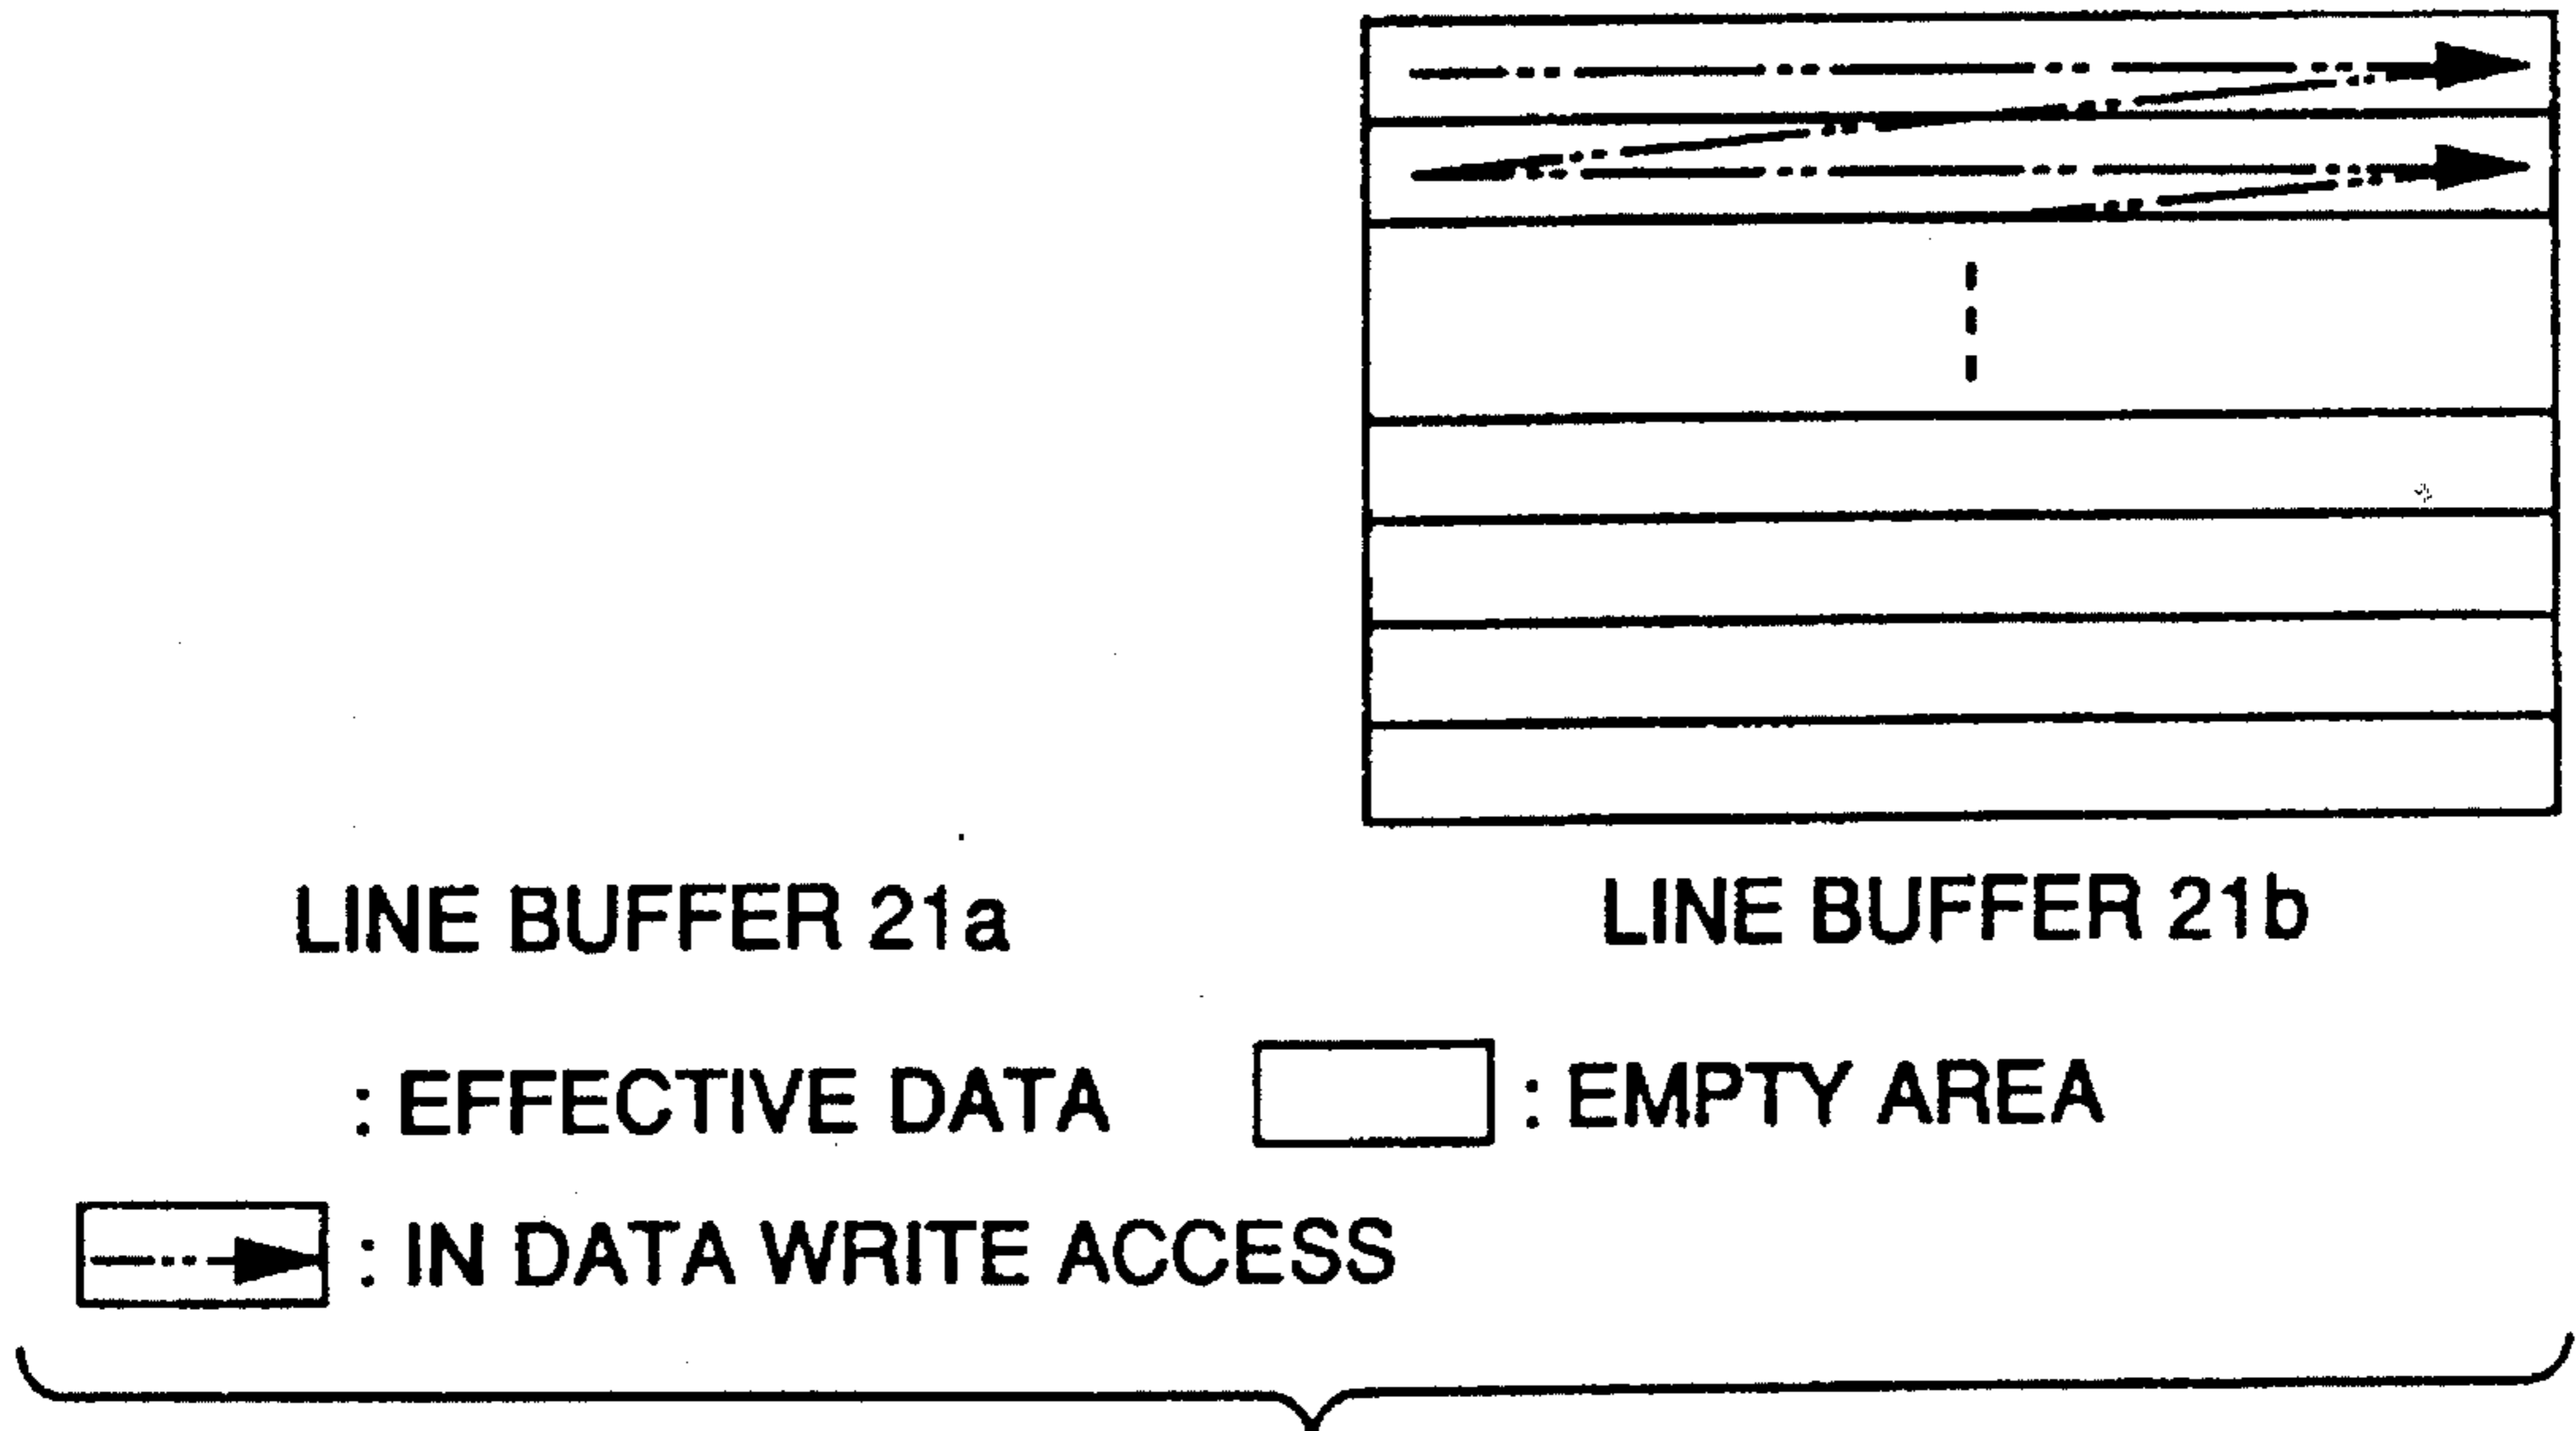 LINE BUFFER 21a
LINE BUFFER 21b
: EFFECTIVE DATA
: EMPTY AREA
: IN DATA WRITE ACCESS